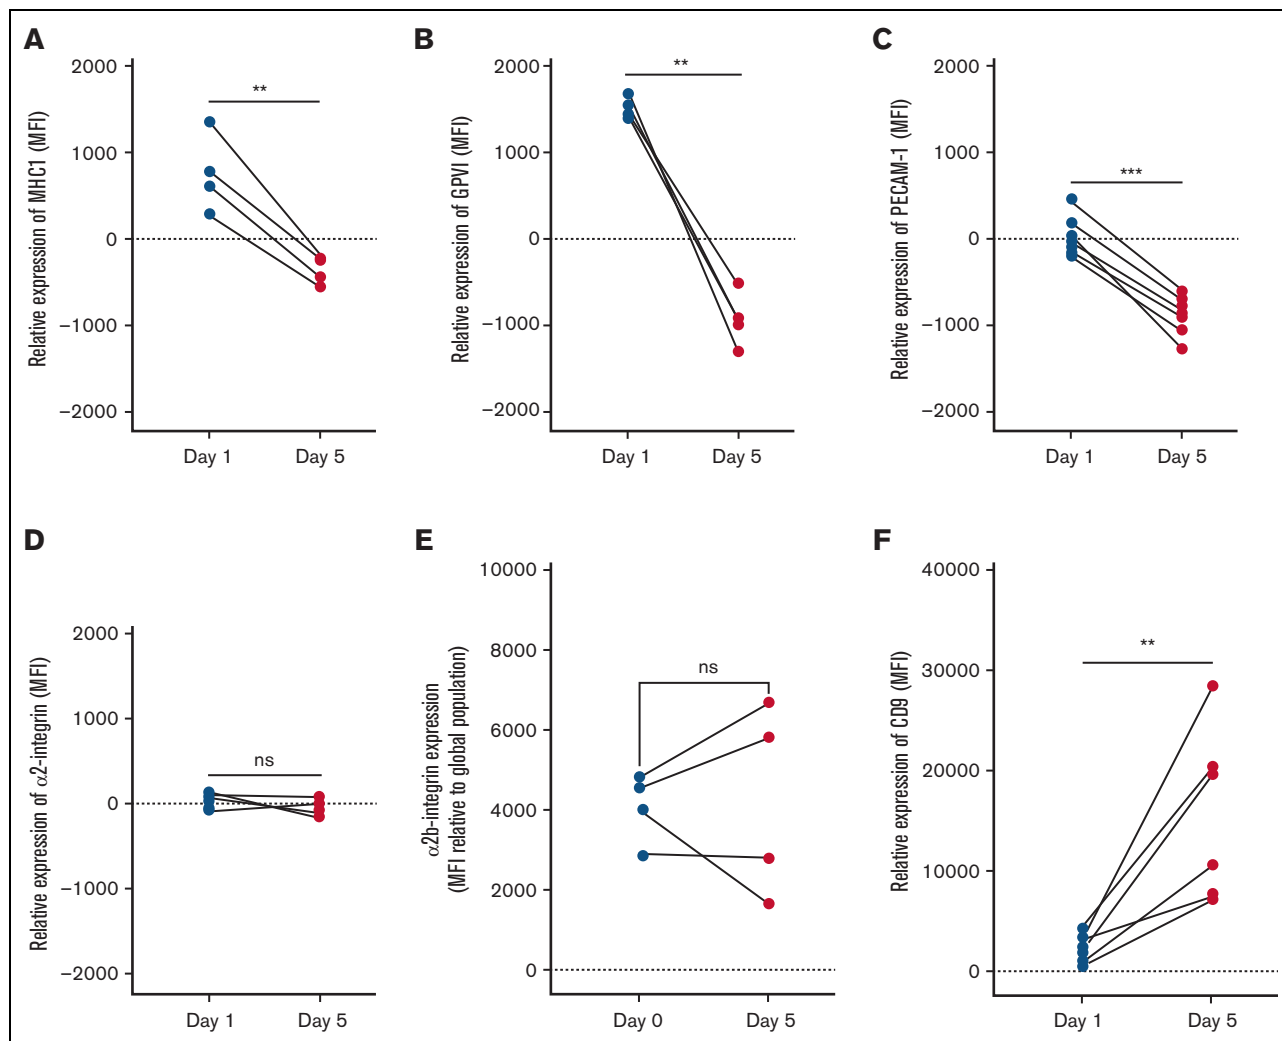 A
Relative expression of MHC1 (MFI)
2000
1000
0
−1000
−2000
**
Day 1 Day 5
B
Relative expression of GPVI (MFI)
2000
1000
0
−1000
−2000
**
Day 1 Day 5
C
Relative expression of PECAM-1 (MFI)
2000
1000
0
−1000
−2000
***
Day 1 Day 5
D
Relative expression of α2-integrin (MFI)
2000
1000
0
−1000
−2000
ns
Day 1 Day 5
E
α2b-integrin expression
(MFI relative to global population)
10000
8000
6000
4000
2000
0
ns
Day 0 Day 5
F
Relative expression of CD9 (MFI)
40000
30000
20000
10000
0
**
Day 1 Day 5